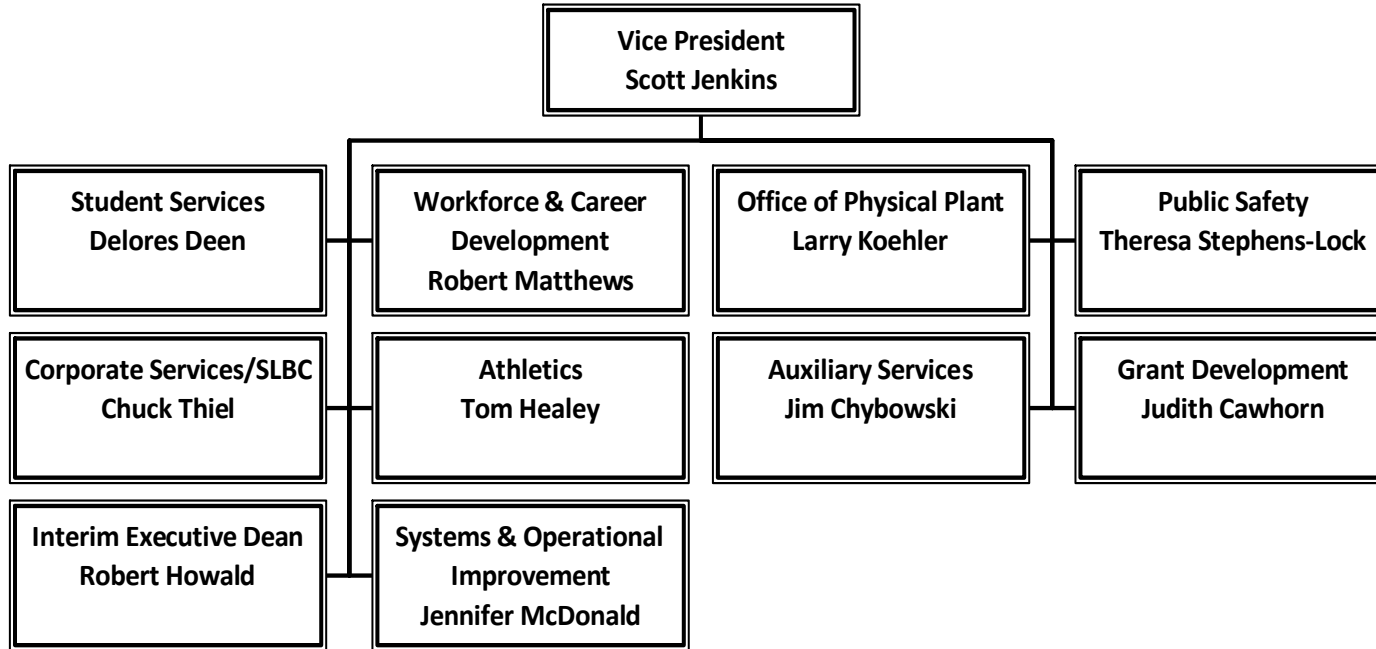 Vice President
Scott Jenkins
Student Services
Delores Deen
Workforce & Career
Development
Robert Matthews
Office of Physical Plant
Larry Koehler
Public Safety
Theresa Stephens-Lock
Corporate Services/SLBC
Chuck Thiel
Athletics
Tom Healey
Auxiliary Services
Jim Chybowski
Grant Development
Judith Cawhorn
Interim Executive Dean
Robert Howald
Systems & Operational
Improvement
Jennifer McDonald